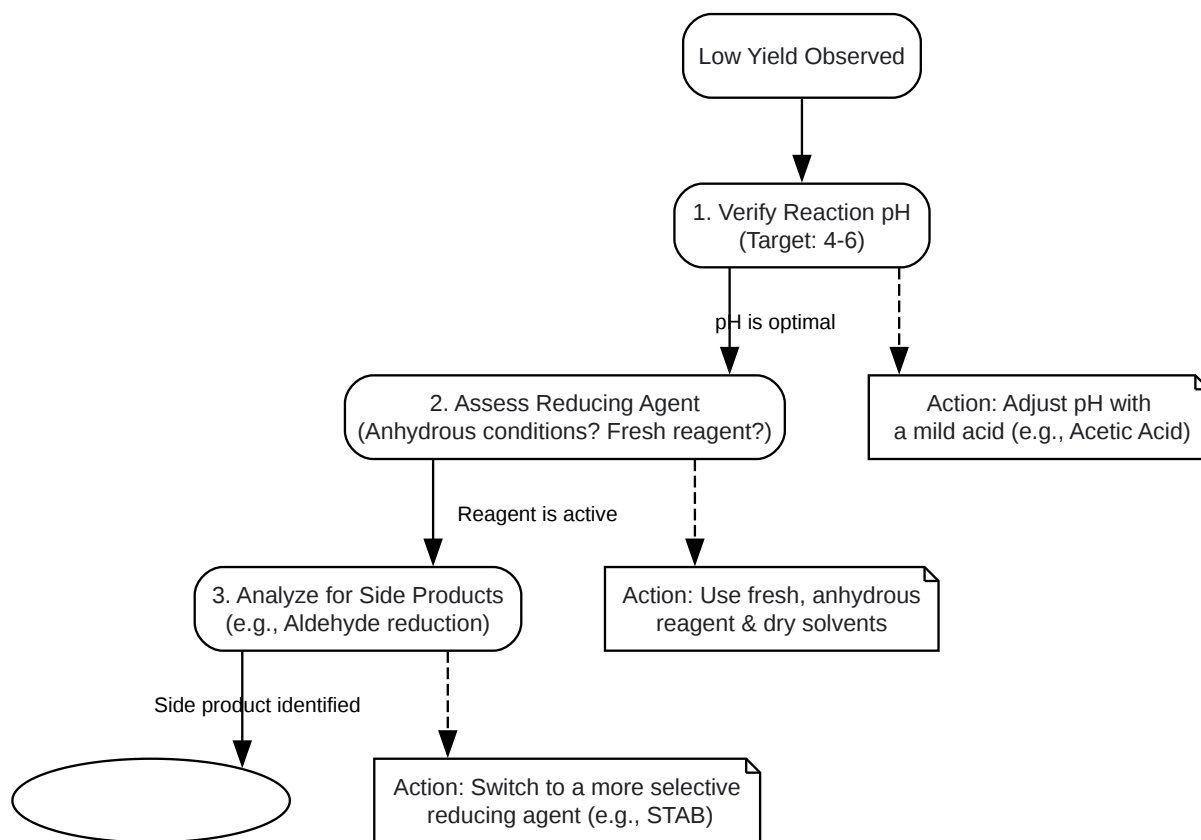 Low Yield Observed
1. Verify Reaction pH
(Target: 4-6)
pH is optimal
2. Assess Reducing Agent
(Anhydrous conditions? Fresh reagent?)
Action: Adjust pH with
a mild acid (e.g., Acetic Acid)
Reagent is active
3. Analyze for Side Products
(e.g., Aldehyde reduction)
Action: Use fresh, anhydrous
reagent & dry solvents
Side product identified
Action: Switch to a more selective
reducing agent (e.g., STAB)